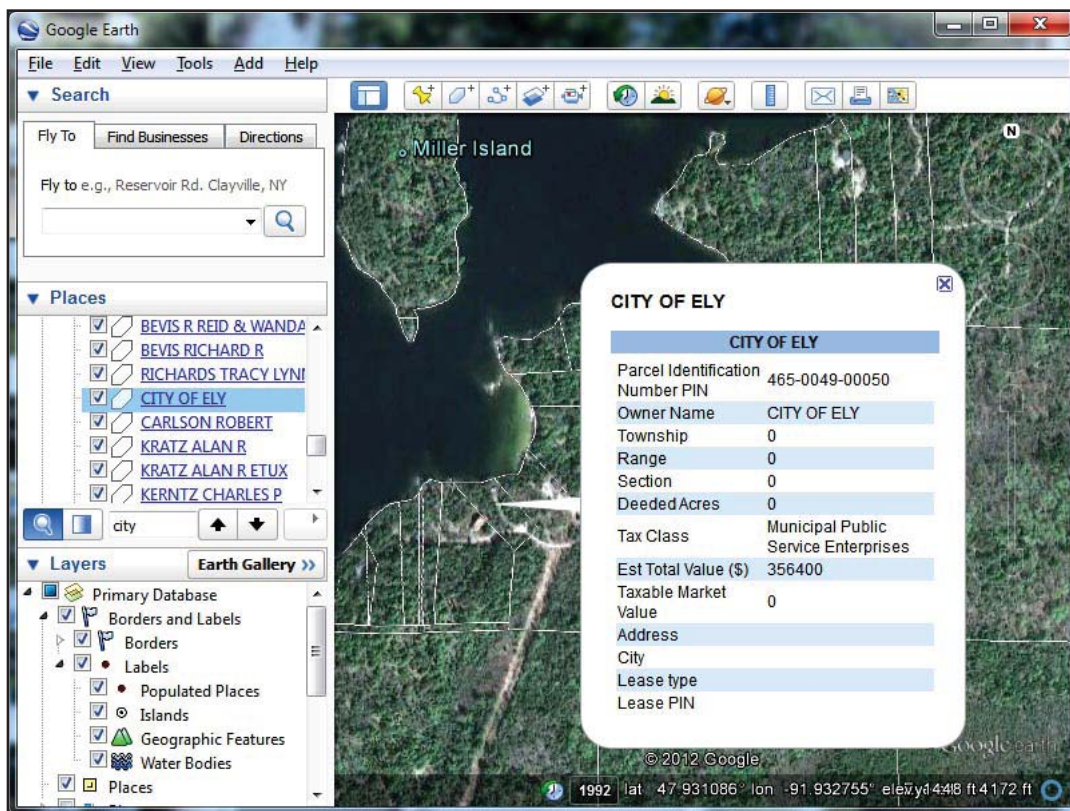 Google Earth
File Edit View Tools Add Help
Search
Fly To Find Businesses Directions
Fly to e.g., Reservoir Rd. Clayville, NY
Places
BEVIS R REID & WANDA
BEVIS RICHARD R
RICHARDS TRACY LYNN
CITY OF ELY
CARLSON ROBERT
KRATZ ALAN R
KRATZ ALAN R ETUX
KERNTZ CHARLES P
city
Layers Earth Gallery >>
Primary Database
Borders and Labels
Borders
Labels
Populated Places
Islands
Geographic Features
Water Bodies
Places
Miller Island
N
CITY OF ELY
CITY OF ELY
Parcel Identification Number PIN 465-0049-00050
Owner Name CITY OF ELY
Township 0
Range 0
Section 0
Deeded Acres 0
Tax Class Municipal Public Service Enterprises
Est Total Value ($) 356400
Taxable Market Value 0
Address
City
Lease type
Lease PIN
Google earth
© 2012 Google
1992 lat 47.931086° lon -91.932755° elev 1448 ft